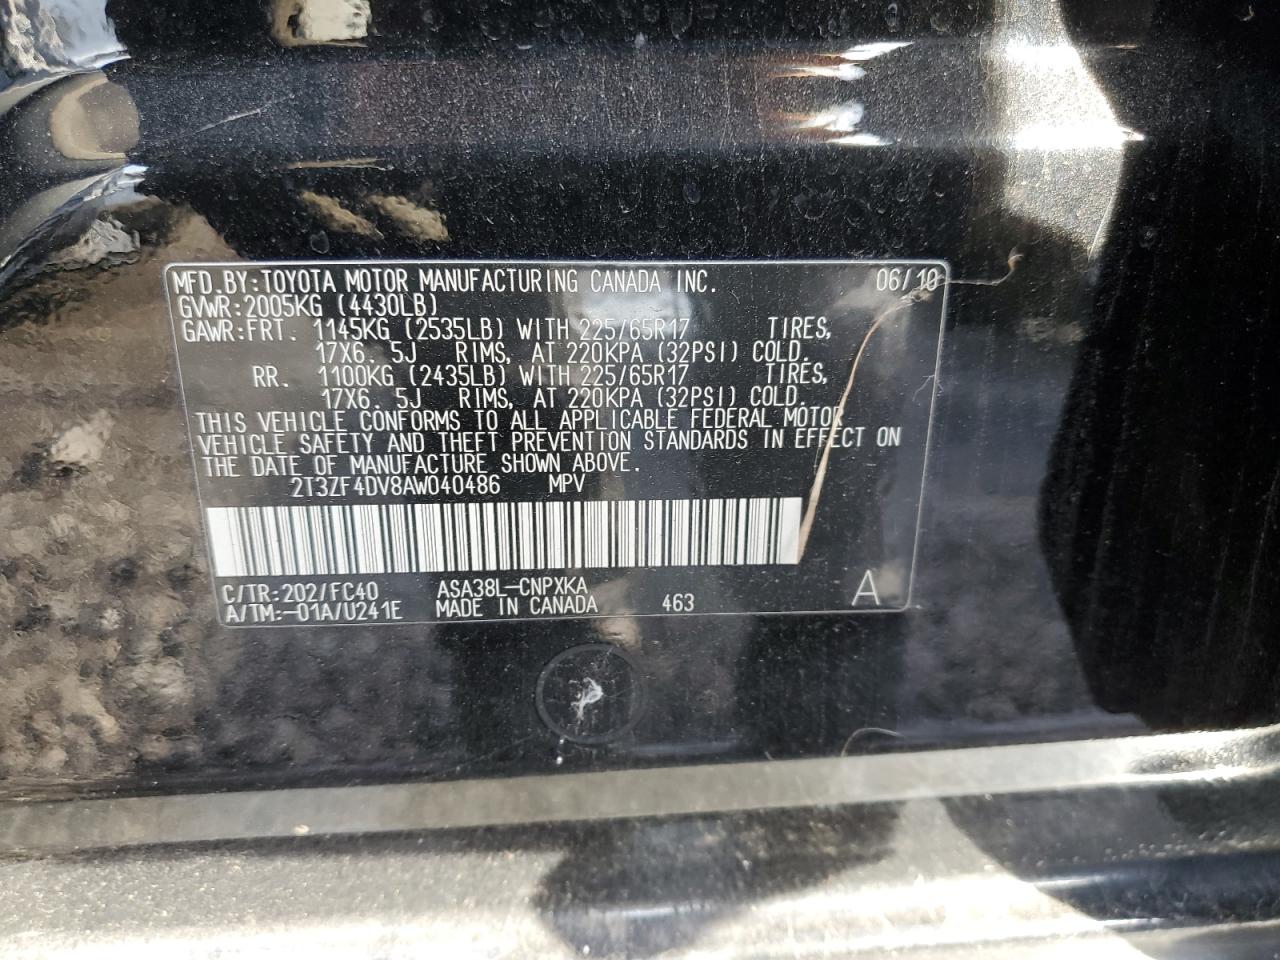 MFD.BY:TOYOTA MOTOR MANUFACTURING CANADA INC. 06/10
GVWR:2005KG (4430LB)
GAWR:FRT. 1145KG (2535LB) WITH 225/65R17 TIRES,
17X6. 5J RIMS, AT 220KPA (32PSI) COLD.
RR. 1100KG (2435LB) WITH 225/65R17 TIRES,
17X6. 5J RIMS, AT 220KPA (32PSI) COLD.
THIS VEHICLE CONFORMS TO ALL APPLICABLE FEDERAL MOTOR
VEHICLE SAFETY AND THEFT PREVENTION STANDARDS IN EFFECT ON
THE DATE OF MANUFACTURE SHOWN ABOVE.
2T3ZF4DV8AW040486 MPV
C/TR:202/FC40 ASA38L-CNPXKA
A/TM:-01A/U241E MADE IN CANADA 463 A